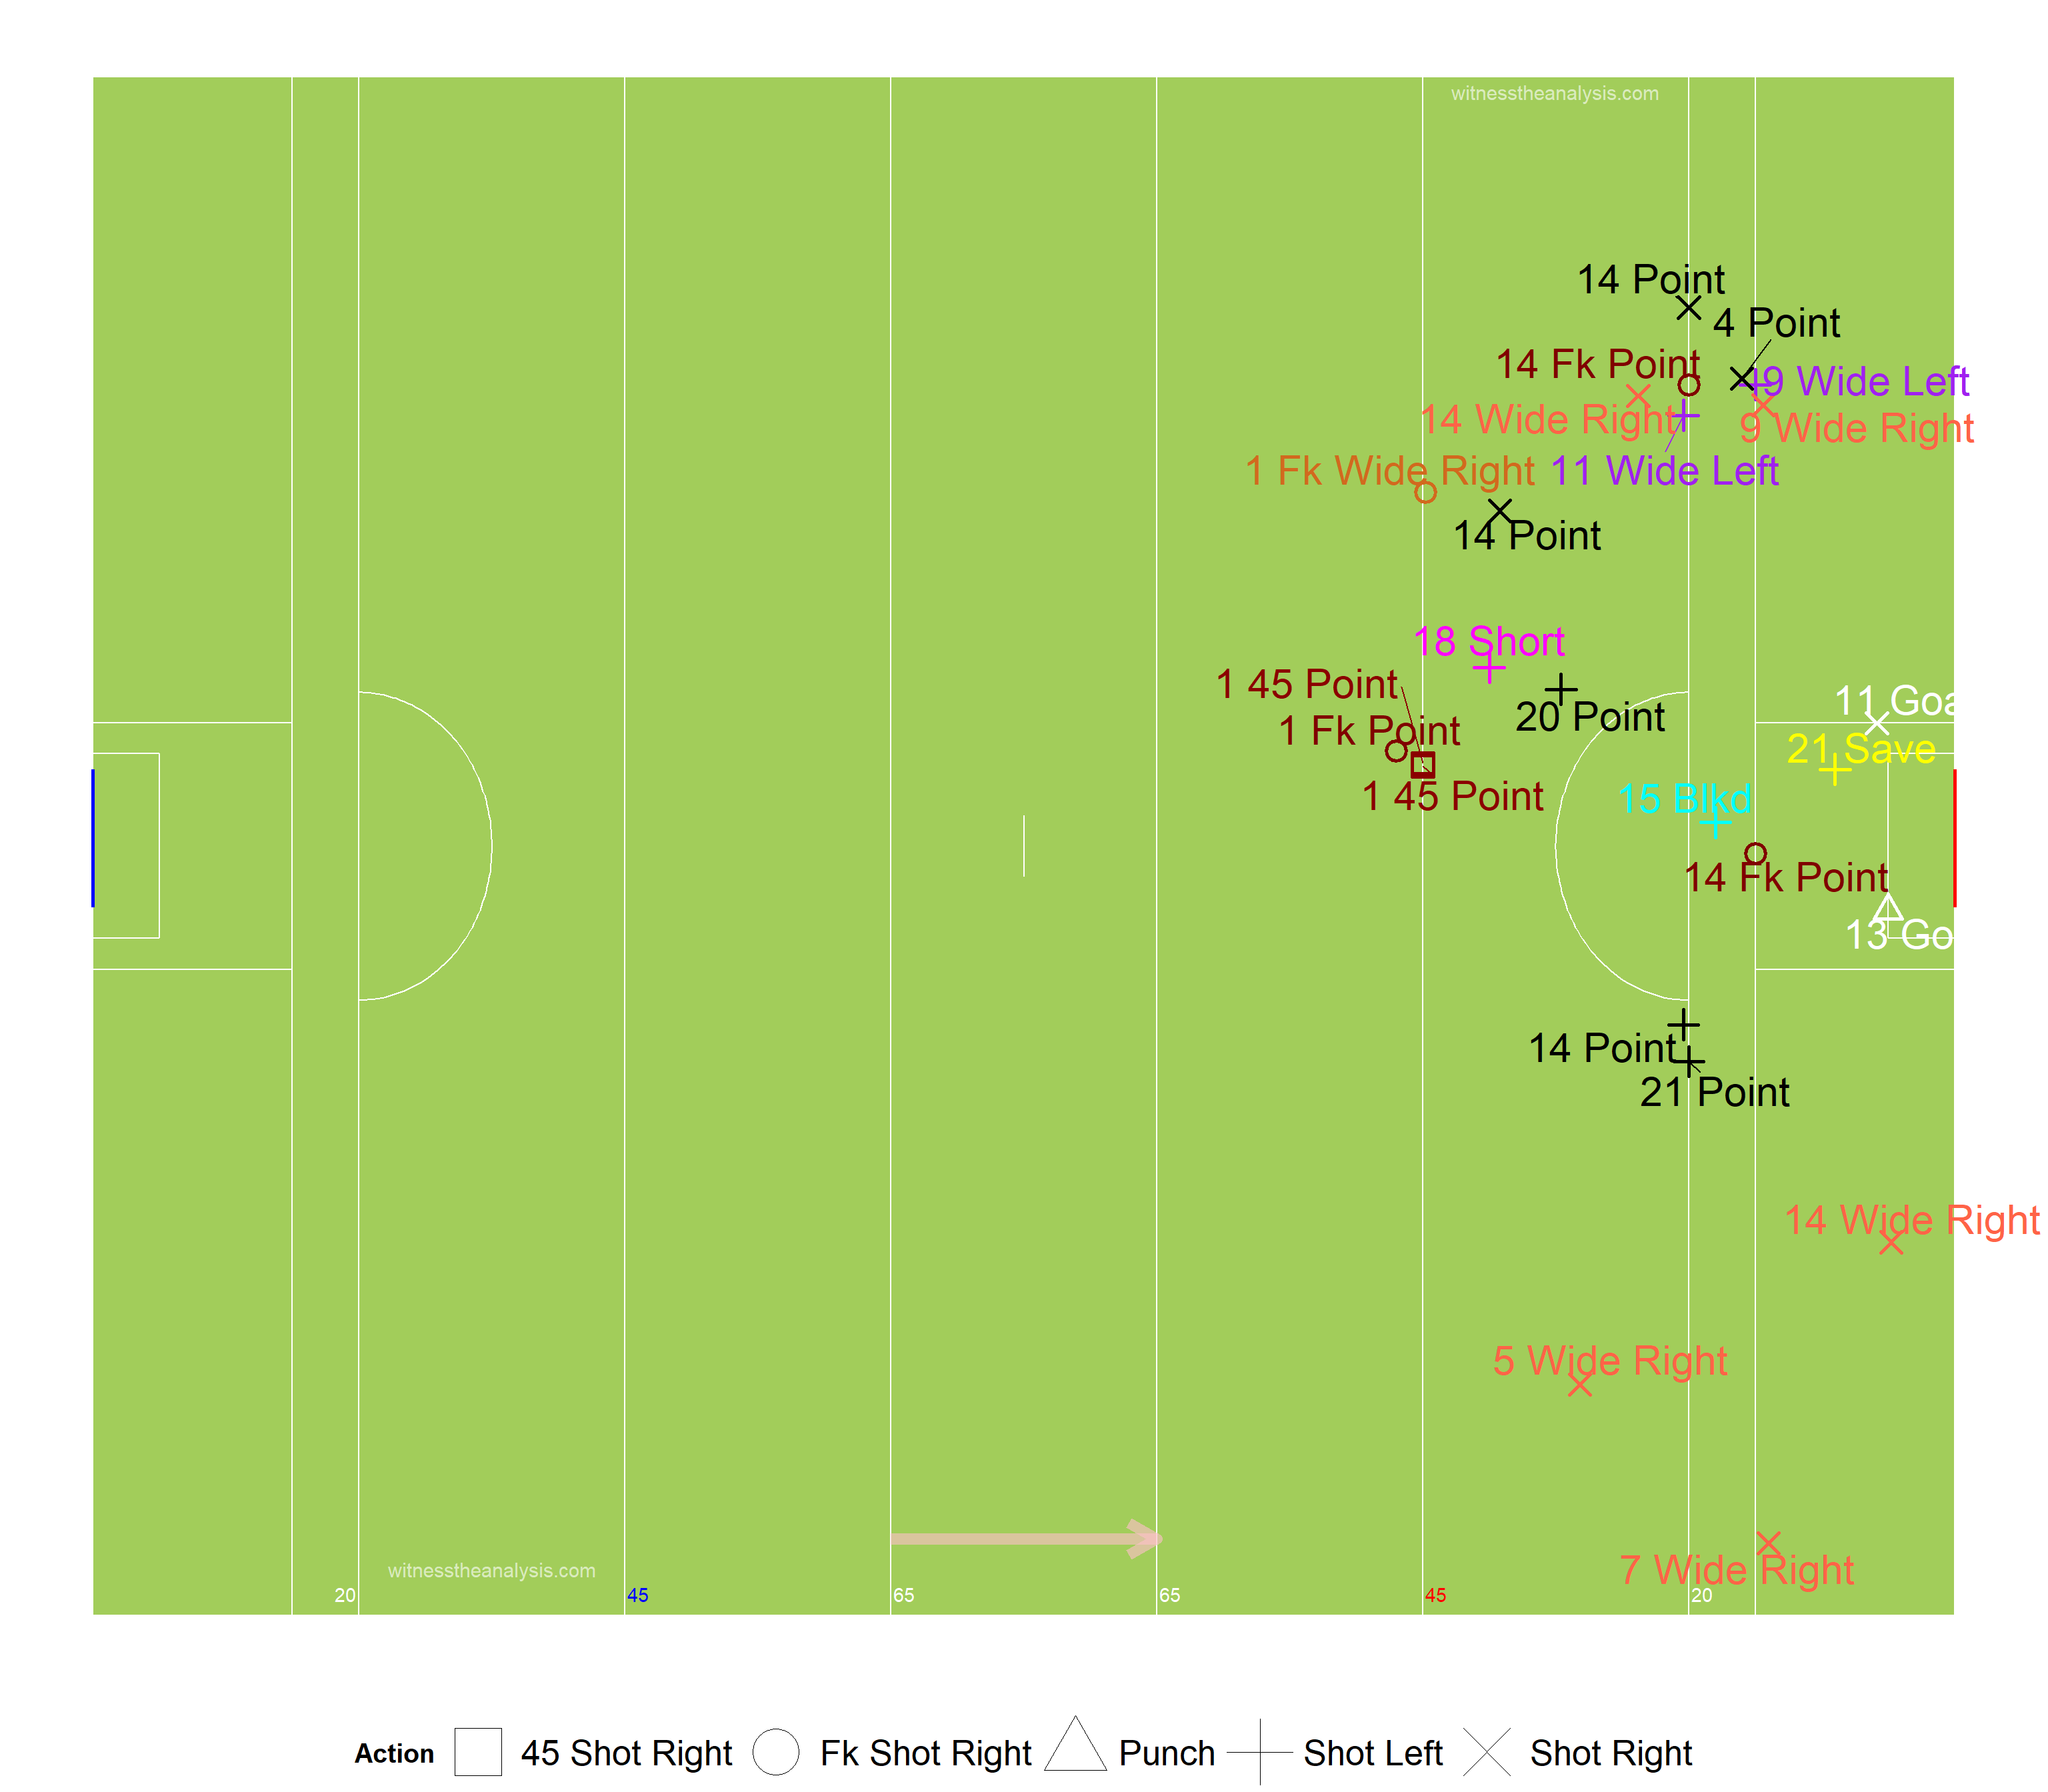 witnesstheanalysis.com
14 Point
4 Point
14 Fk Point
9 Wide Left
14 Wide Right
9 Wide Right
1 Fk Wide Right
11 Wide Left
14 Point
18 Short
1 45 Point
11 Goa
20 Point
1 Fk Point
21 Save
1 45 Point
15 Blkd
14 Fk Point
13 Go
14 Point
21 Point
14 Wide Right
5 Wide Right
7 Wide Right
witnesstheanalysis.com
20 45 65 65 45 20
Action 45 Shot Right Fk Shot Right Punch Shot Left Shot Right